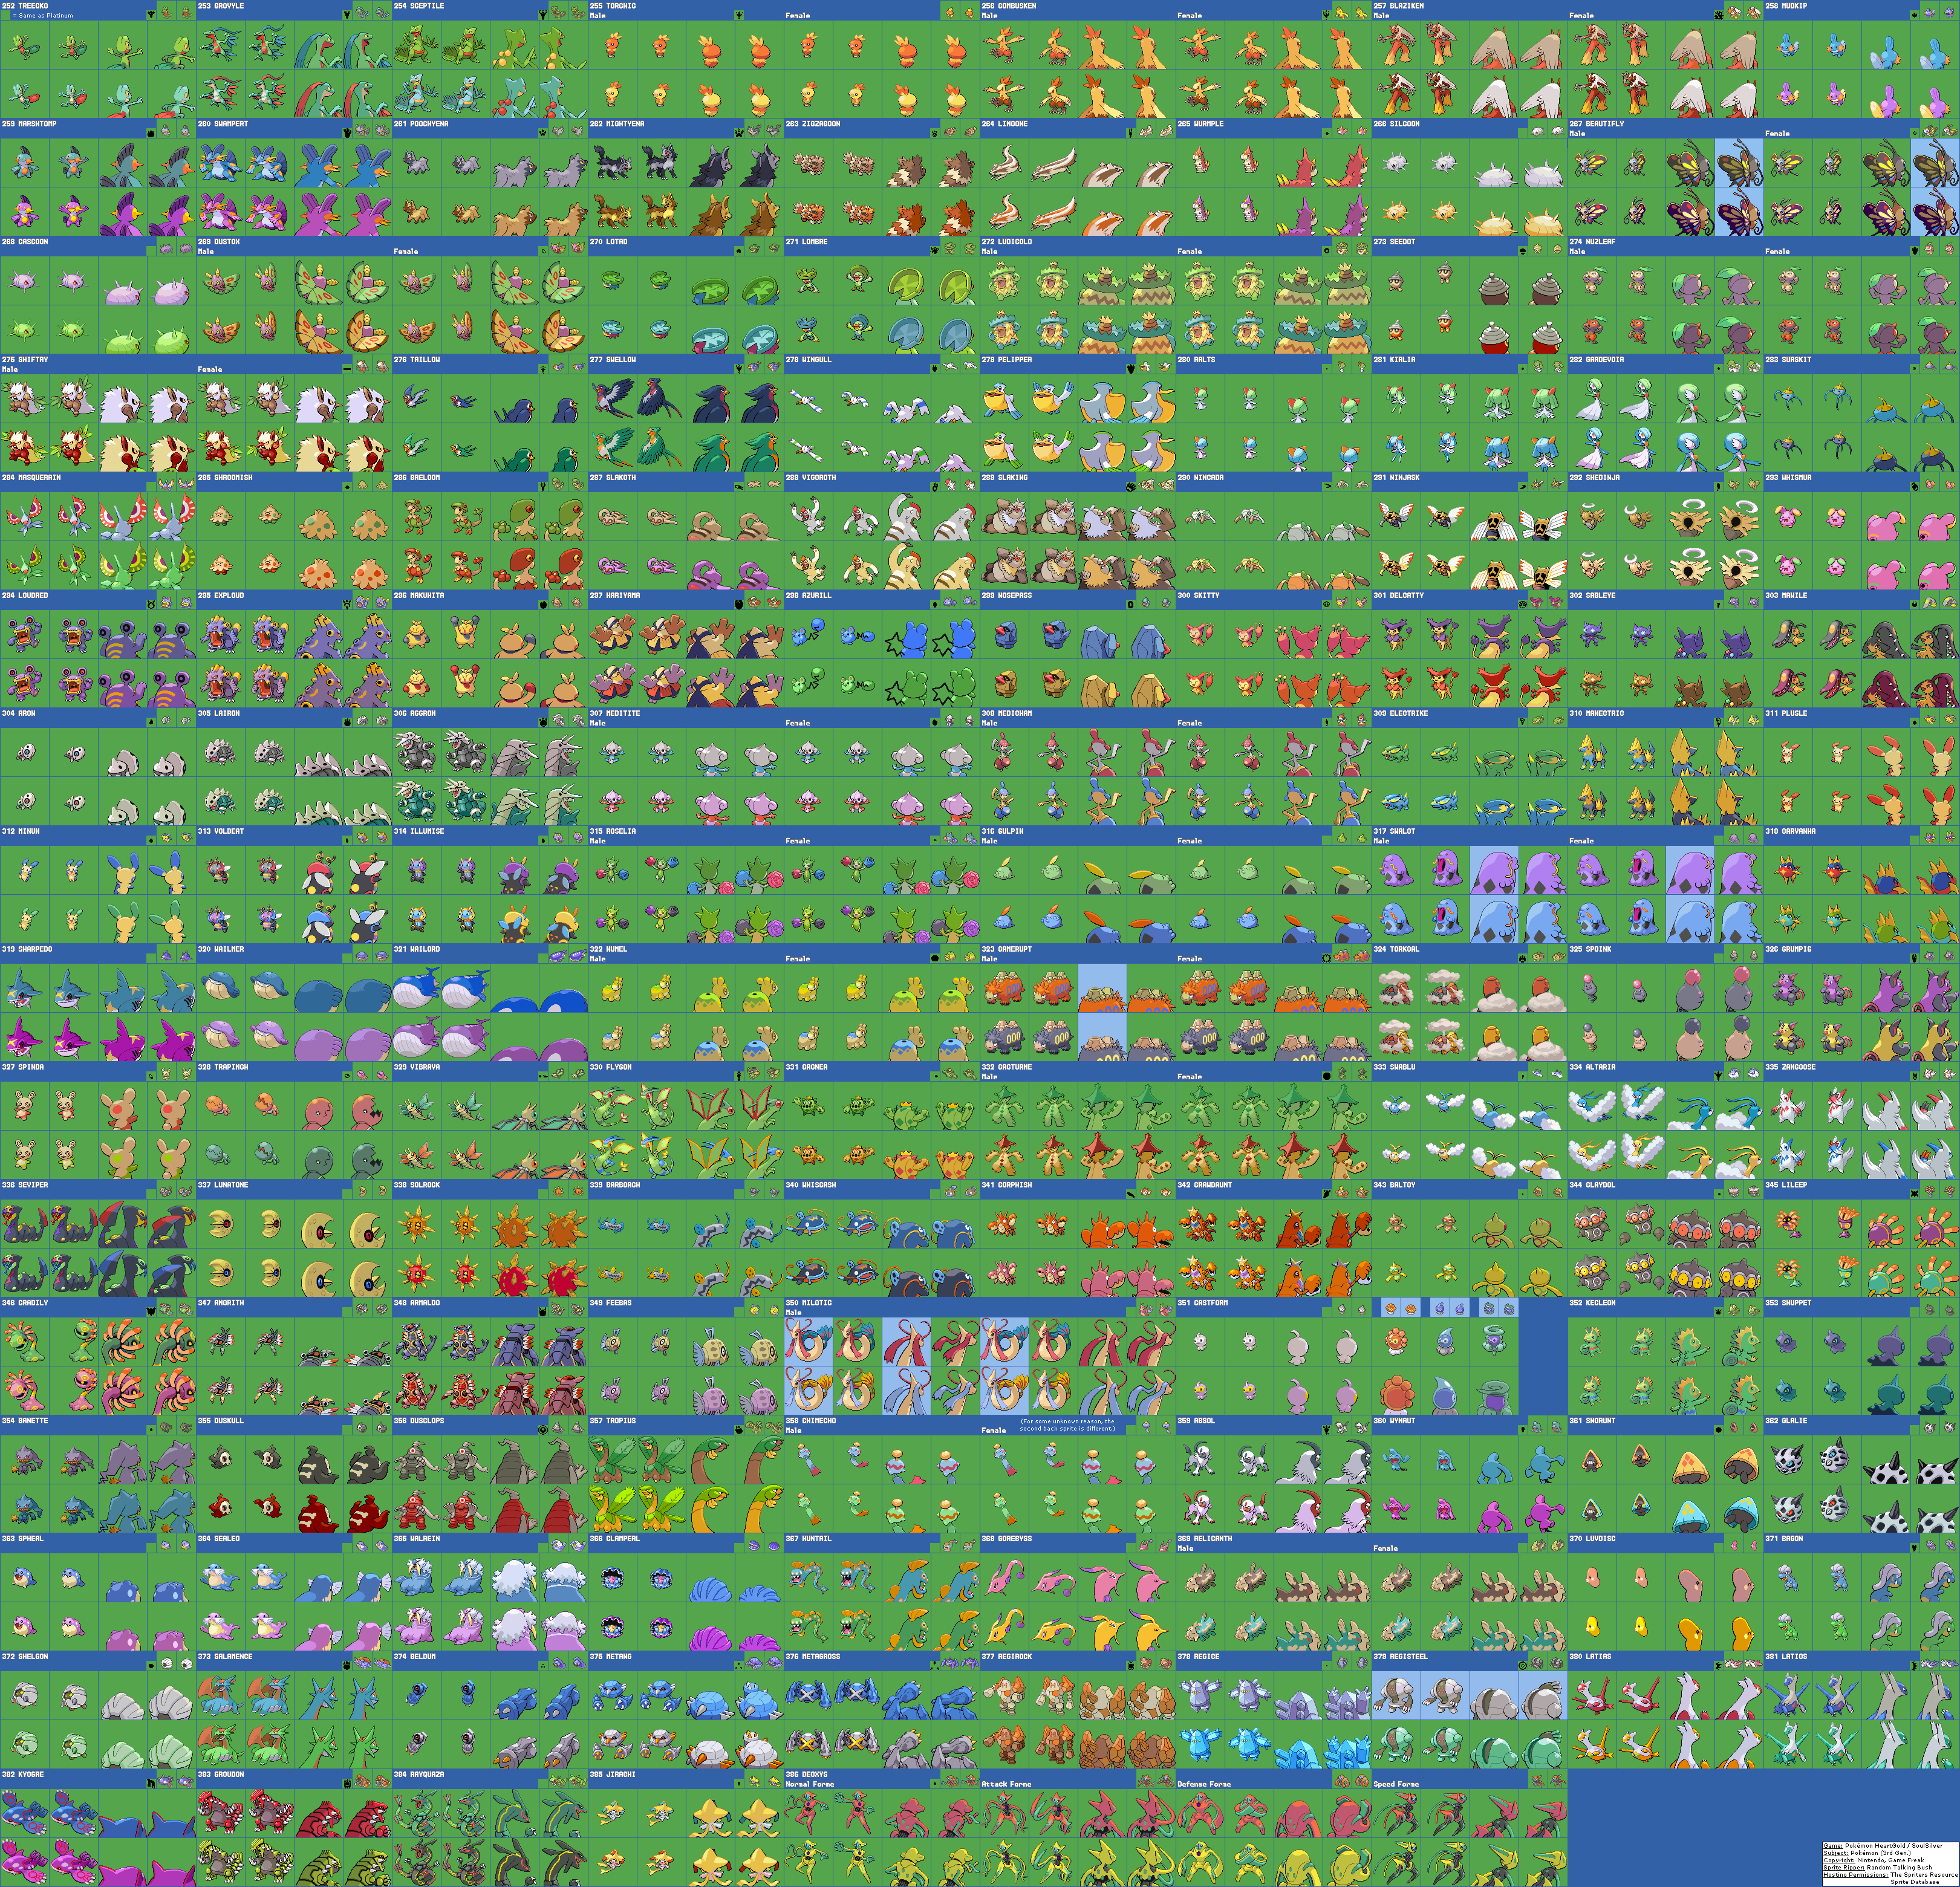 252 TREECKO
= Same as Platinum
253 GROVYLE
254 SCEPTILE
255 TORCHIC
Male
Female
256 COMBUSKEN
Male
Female
257 BLAZIKEN
Male
Female
258 MUDKIP
259 MARSHTOMP
260 SWAMPERT
261 POOCHYENA
262 MIGHTYENA
263 ZIGZAGOON
264 LINOONE
265 WURMPLE
266 SILCOON
267 BEAUTIFLY
Male
Female
268 CASCOON
269 DUSTOX
Male
Female
270 LOTAD
271 LOMBRE
272 LUDICOLO
Male
Female
273 SEEDOT
274 NUZLEAF
Male
Female
275 SHIFTRY
Male
Female
276 TAILLOW
277 SWELLOW
278 WINGULL
279 PELIPPER
280 RALTS
281 KIRLIA
282 GARDEVOIR
283 SURSKIT
284 MASQUERAIN
285 SHROOMISH
286 BRELOOM
287 SLAKOTH
288 VIGOROTH
289 SLAKING
290 NINCADA
291 NINJASK
292 SHEDINJA
293 WHISMUR
294 LOUDRED
295 EXPLOUD
296 MAKUHITA
297 HARIYAMA
298 AZURILL
299 NOSEPASS
300 SKITTY
301 DELCATTY
302 SABLEYE
303 MAWILE
304 ARON
305 LAIRON
306 AGGRON
307 MEDITITE
Male
Female
308 MEDICHAM
Male
Female
309 ELECTRIKE
310 MANECTRIC
311 PLUSLE
312 MINUN
313 VOLBEAT
314 ILLUMISE
315 ROSELIA
Male
Female
316 GULPIN
Male
Female
317 SWALOT
Male
Female
318 CARVANHA
319 SHARPEDO
320 WAILMER
321 WAILORD
322 NUMEL
Male
Female
323 CAMERUPT
Male
Female
324 TORKOAL
325 SPOINK
326 GRUMPIG
327 SPINDA
328 TRAPINCH
329 VIBRAVA
330 FLYGON
331 CACNEA
332 CACTURNE
Male
Female
333 SWABLU
334 ALTARIA
335 ZANGOOSE
336 SEVIPER
337 LUNATONE
338 SOLROCK
339 BARBOACH
340 WHISCASH
341 CORPHISH
342 CRAWDAUNT
343 BALTOY
344 CLAYDOL
345 LILEEP
346 CRADILY
347 ANORITH
348 ARMALDO
349 FEEBAS
350 MILOTIC
Male
351 CASTFORM
352 KECLEON
353 SHUPPET
354 BANETTE
355 DUSKULL
356 DUSCLOPS
357 TROPIUS
358 CHIMECHO
Male
Female
(For some unknown reason, the
second back sprite is different.)
359 ABSOL
360 WYNAUT
361 SNORUNT
362 GLALIE
363 SPHEAL
364 SEALEO
365 WALREIN
366 CLAMPERL
367 HUNTAIL
368 GOREBYSS
369 RELICANTH
Male
Female
370 LUVDISC
371 BAGON
372 SHELGON
373 SALAMENCE
374 BELDUM
375 METANG
376 METAGROSS
377 REGIROCK
378 REGICE
379 REGISTEEL
380 LATIAS
381 LATIOS
382 KYOGRE
383 GROUDON
384 RAYQUAZA
385 JIRACHI
386 DEOXYS
Normal Forme
Attack Forme
Defense Forme
Speed Forme
Game: Pokémon HeartGold / SoulSilver
Subject: Pokémon (3rd Gen.)
Copyright: Nintendo, Game Freak
Sprite Ripper: Random Talking Bush
Hosting Permissions: The Spriters Resource
Sprite Database